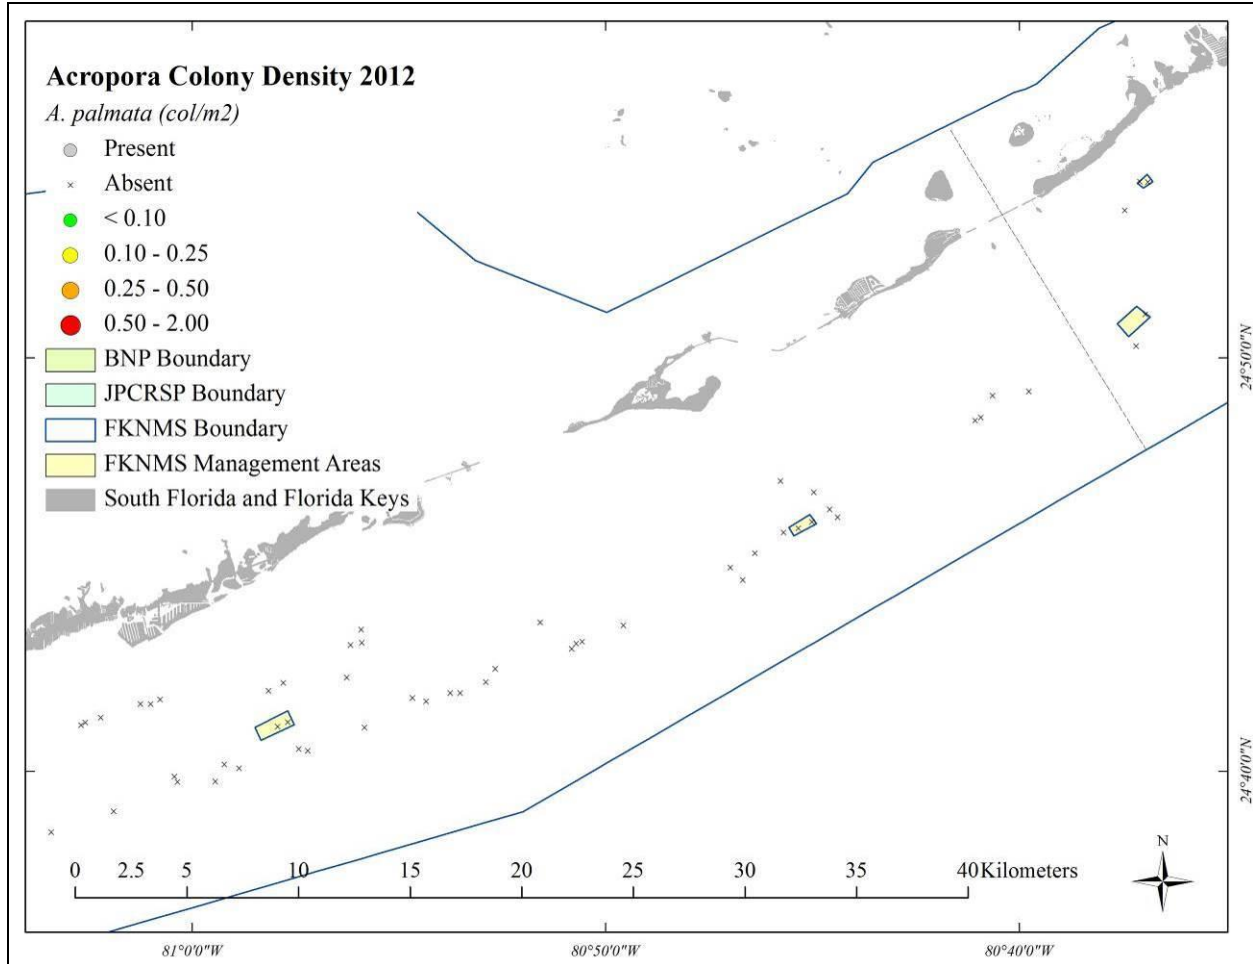 Acropora Colony Density 2012
A. palmata (col/m2)
Present
Absent
< 0.10
0.10 - 0.25
0.25 - 0.50
0.50 - 2.00
BNP Boundary
JPCRSP Boundary
FKNMS Boundary
FKNMS Management Areas
South Florida and Florida Keys
24°50'0"N
24°40'0"N
0 2.5 5 10 15 20 25 30 35 40 Kilometers
N
81°0'0"W 80°50'0"W 80°40'0"W